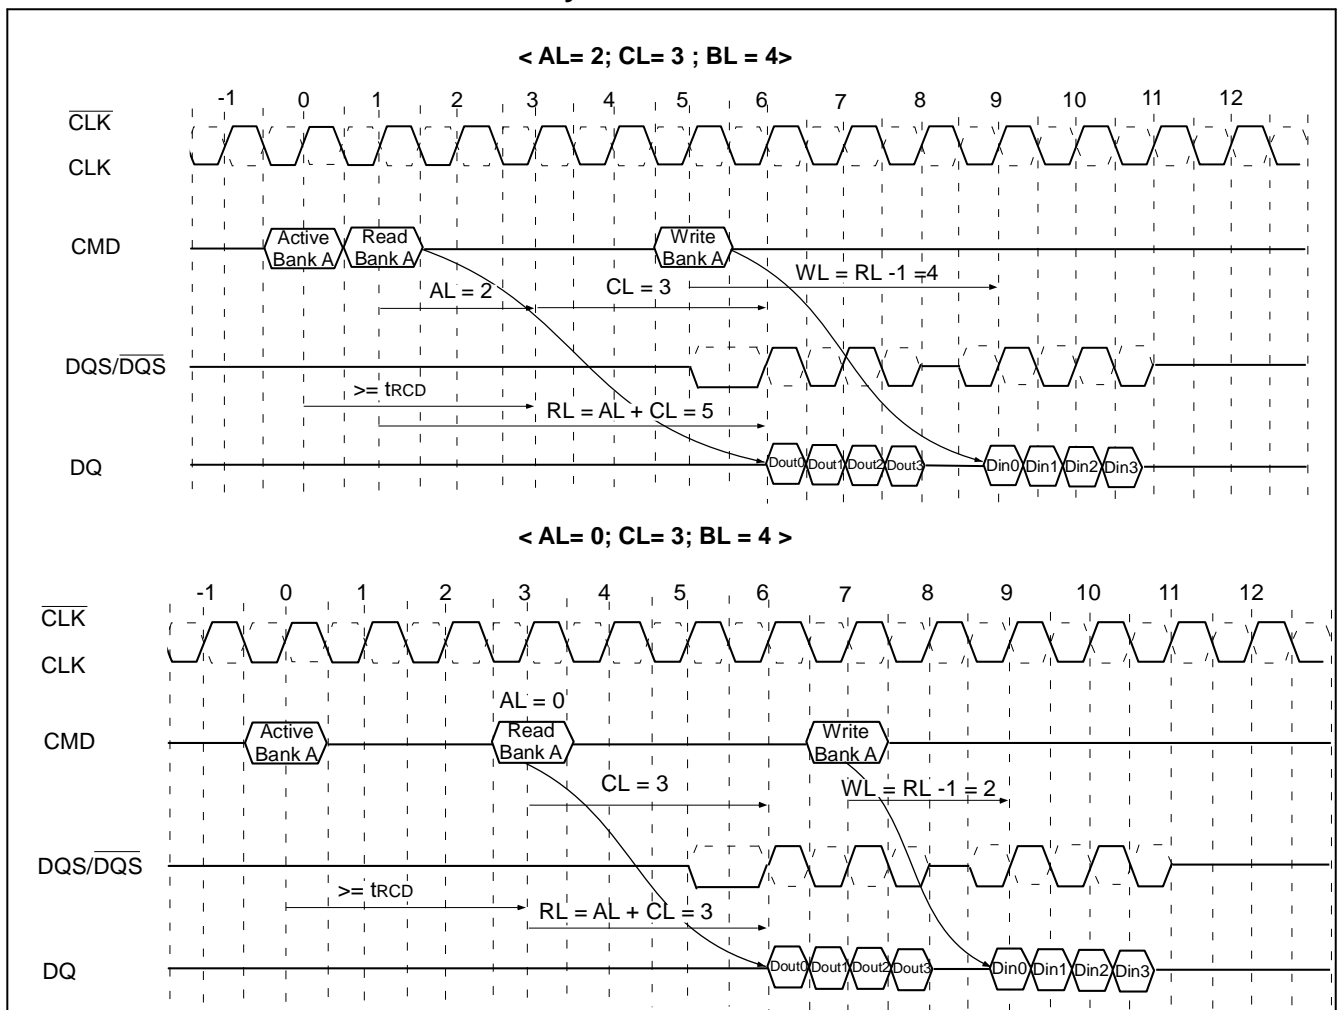 < AL= 2; CL= 3 ; BL = 4>
-1 0 1 2 3 4 5 6 7 8 9 10 11 12
CLK
CLK
CMD
Active Bank A
Read Bank A
Write Bank A
WL = RL -1 =4
AL = 2
CL = 3
DQS/DQS
>= tRCD
RL = AL + CL = 5
DQ
Dout0 Dout1 Dout2 Dout3 Din0 Din1 Din2 Din3
< AL= 0; CL= 3; BL = 4 >
-1 0 1 2 3 4 5 6 7 8 9 10 11 12
CLK
CLK
AL = 0
CMD
Active Bank A
Read Bank A
Write Bank A
CL = 3
WL = RL -1 = 2
DQS/DQS
>= tRCD
RL = AL + CL = 3
DQ
Dout0 Dout1 Dout2 Dout3 Din0 Din1 Din2 Din3